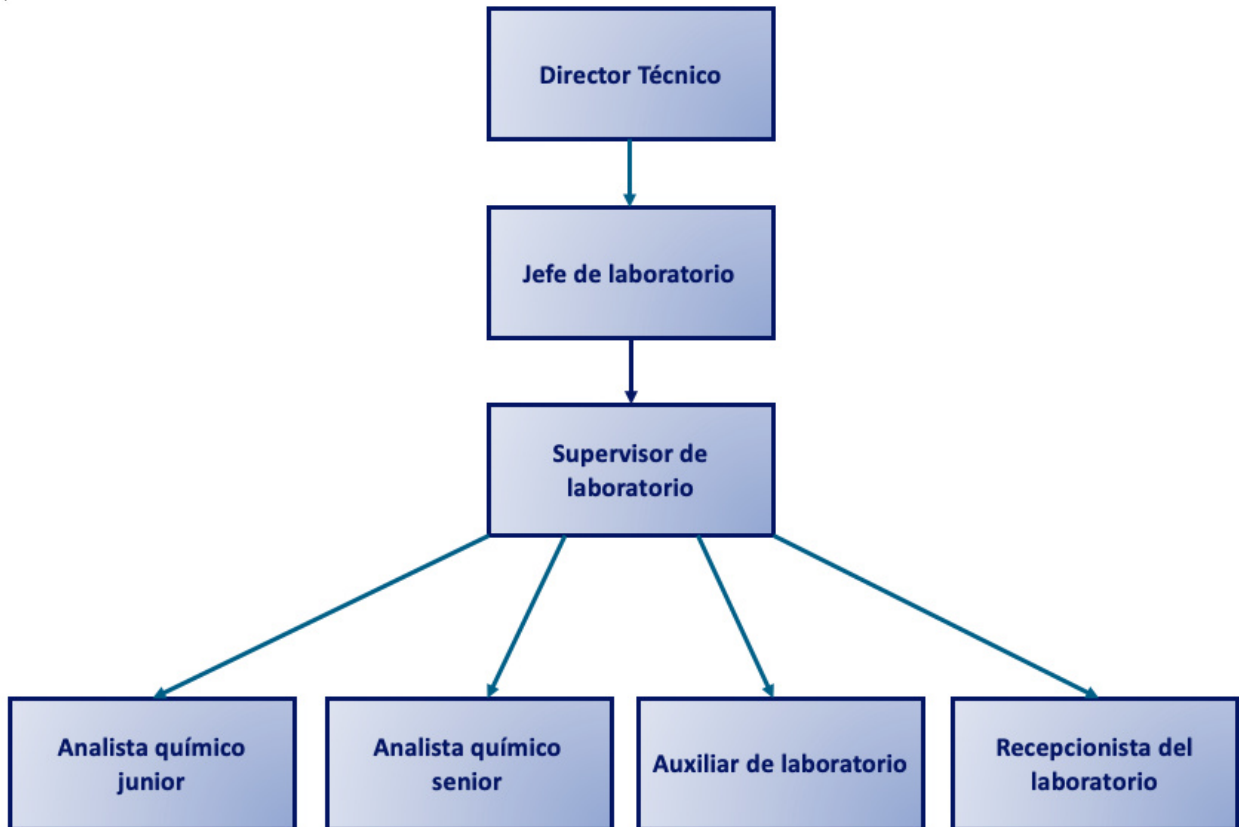 Director Técnico
Jefe de laboratorio
Supervisor de
laboratorio
Analista químico
junior
Analista químico
senior
Auxiliar de laboratorio
Recepcionista del
laboratorio